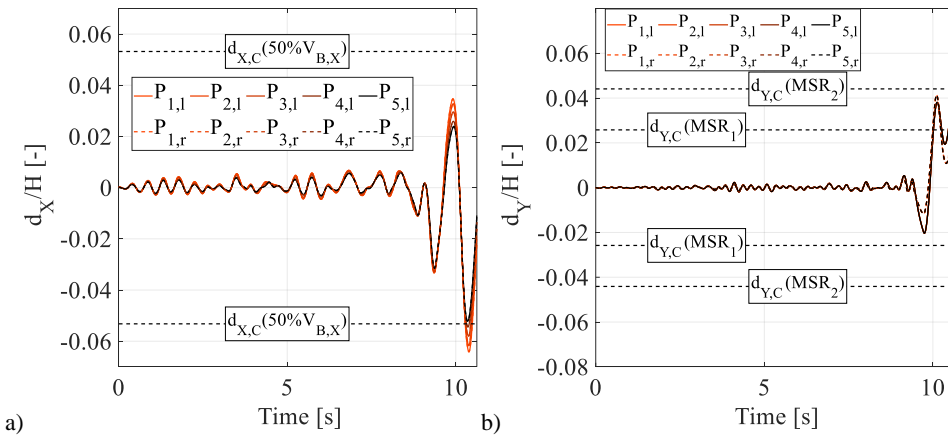 0.06
0.04
0.02
0
-0.02
-0.04
-0.06
d_X/H [-]
d_X,C(50%V_B,X)
P_1,l P_2,l P_3,l P_4,l P_5,l
P_1,r P_2,r P_3,r P_4,r P_5,r
d_X,C(50%V_B,X)
0 5 10
Time [s]
a)
0.06
0.04
0.02
0
-0.02
-0.04
-0.06
-0.08
d_Y/H [-]
P_1,l P_2,l P_3,l P_4,l P_5,l
P_1,r P_2,r P_3,r P_4,r P_5,r
d_Y,C(MSR_2)
d_Y,C(MSR_1)
d_Y,C(MSR_1)
d_Y,C(MSR_2)
0 5 10
Time [s]
b)